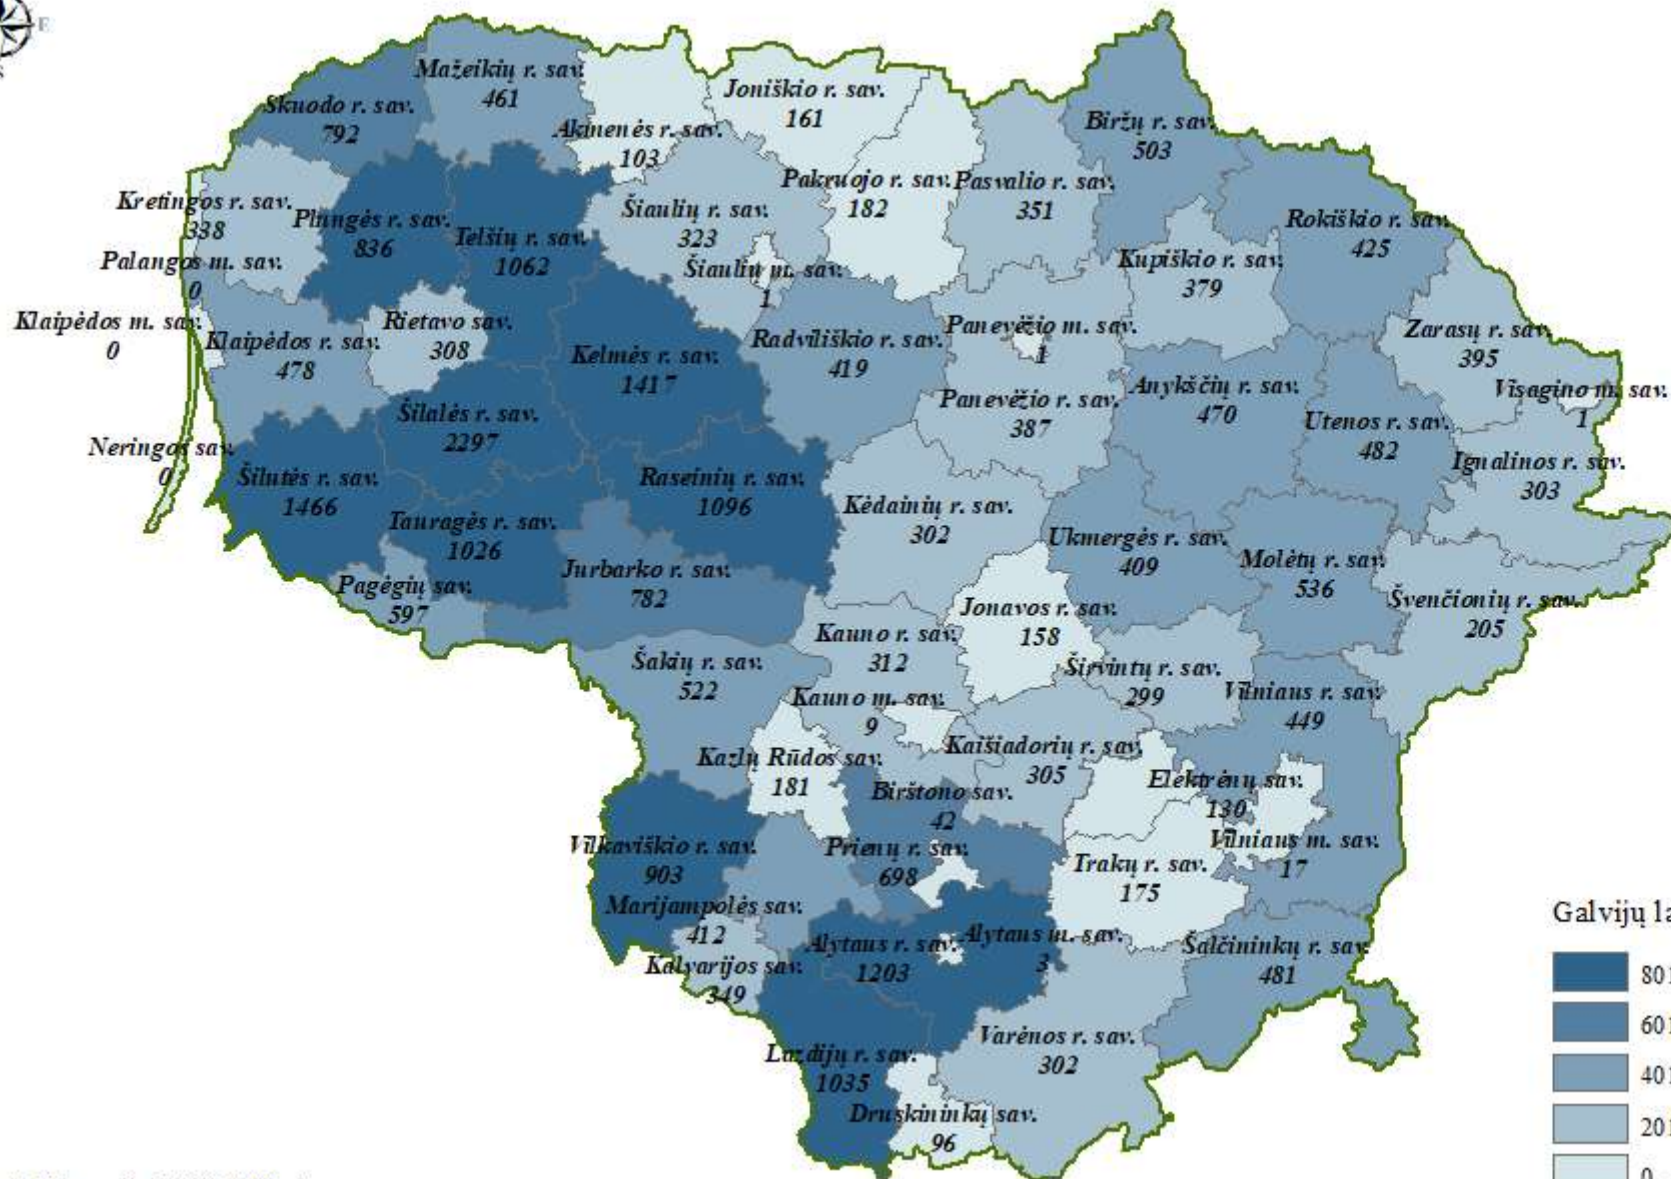 E
Mažeikių r. sav.
461
Skuodo r. sav.
792
Akmenės r. sav.
103
Joniškio r. sav.
161
Biržų r. sav.
503
Pakruojo r. sav.
182
Pasvalio r. sav.
351
Kretingos r. sav.
338
Plungės r. sav.
836
Telšių r. sav.
1062
Šiaulių r. sav.
323
Rokiškio r. sav.
425
Palangos m. sav.
0
Šiaulių m. sav.
1
Kupiškio r. sav.
379
Klaipėdos m. sav.
0
Klaipėdos r. sav.
478
Rietavo sav.
308
Kelmės r. sav.
1417
Radviliškio r. sav.
419
Panevėžio m. sav.
1
Zarasų r. sav.
395
Visagino m. sav.
1
Panevėžio r. sav.
387
Anykščių r. sav.
470
Utenos r. sav.
482
Šilalės r. sav.
2297
Neringos sav.
0
Šilutės r. sav.
1466
Raseinių r. sav.
1096
Ignalinos r. sav.
303
Kėdainių r. sav.
302
Tauragės r. sav.
1026
Ukmergės r. sav.
409
Molėtų r. sav.
536
Jurbarko r. sav.
782
Pagėgių sav.
597
Jonavos r. sav.
158
Švenčionių r. sav.
205
Kauno r. sav.
312
Šakių r. sav.
522
Širvintų r. sav.
299
Vilniaus r. sav.
449
Kauno m. sav.
9
Kaišiadorių r. sav.
305
Kazlų Rūdos sav.
181
Birštono sav.
42
Elektrėnų sav.
130
Vilkaviškio r. sav.
903
Prienų r. sav.
698
Trakų r. sav.
175
Vilniaus m. sav.
17
Marijampolės sav.
412
Alytaus r. sav.
1203
Alytaus m. sav.
3
Šalčininkų r. sav.
481
Kalvarijos sav.
349
Varėnos r. sav.
302
Lazdijų r. sav.
1035
Druskininkų sav.
96
Galvijų la
801
601
401
201
0